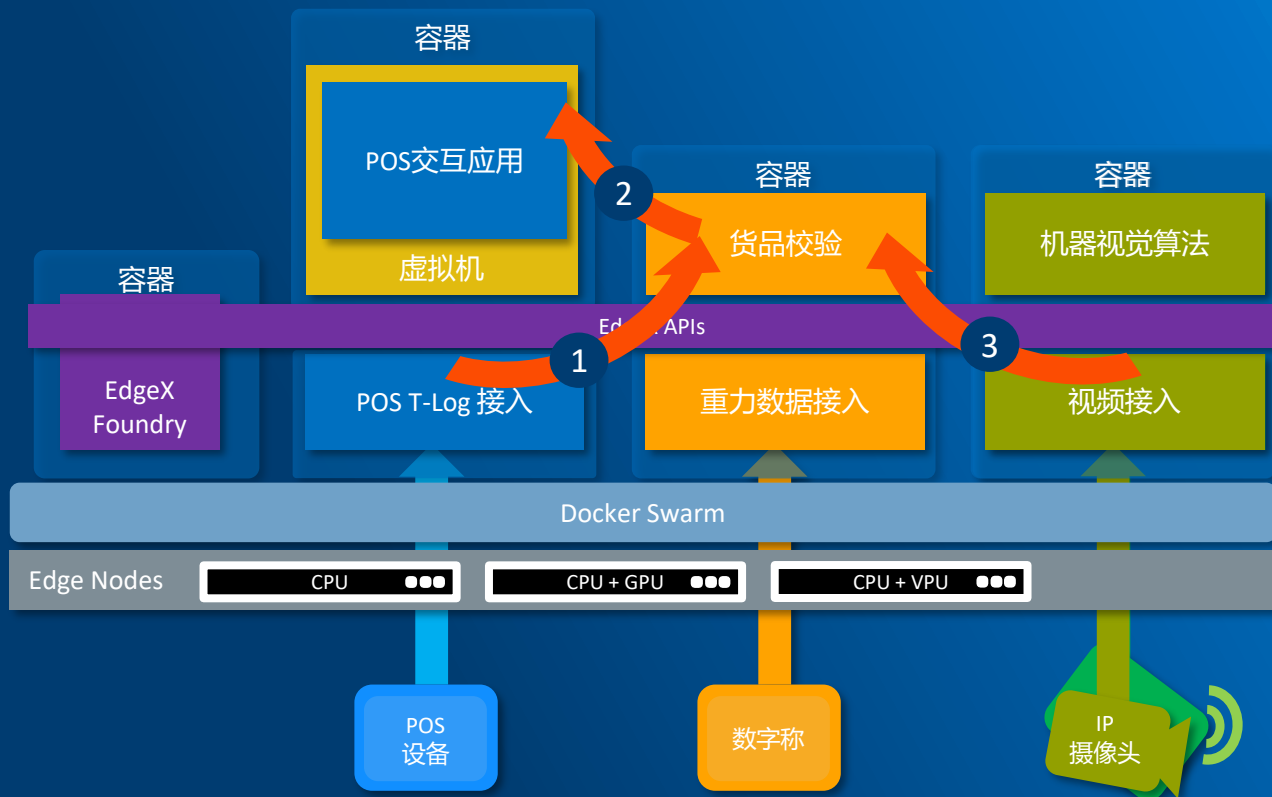 容器
POS交互应用
虚拟机
容器
货品校验
容器
机器视觉算法
容器
2
APIs
1
3
EdgeX
Foundry
POS T-Log 接入
重力数据接入
视频接入
Docker Swarm
Edge Nodes
CPU
CPU + GPU
CPU + VPU
POS
设备
数字称
IP
摄像头